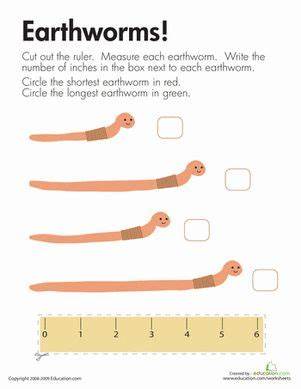 Earthworms!
Cut out the ruler. Measure each earthworm. Write the
number of inches in the box next to each earthworm.
Circle the shortest earthworm in red.
Circle the longest earthworm in green.
0 1 2 3 4 5 6
Copyright 2008-2009 Education.com
Created by
education.com
www.education.com/worksheets